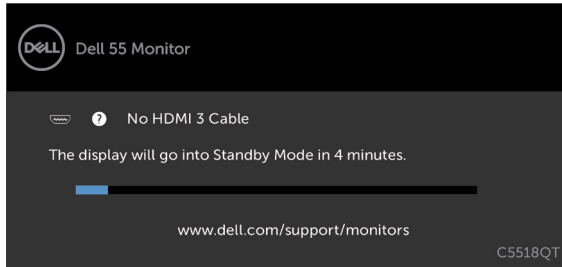 DELL
Dell 55 Monitor
? No HDMI 3 Cable
The display will go into Standby Mode in 4 minutes.
www.dell.com/support/monitors
C5518QT